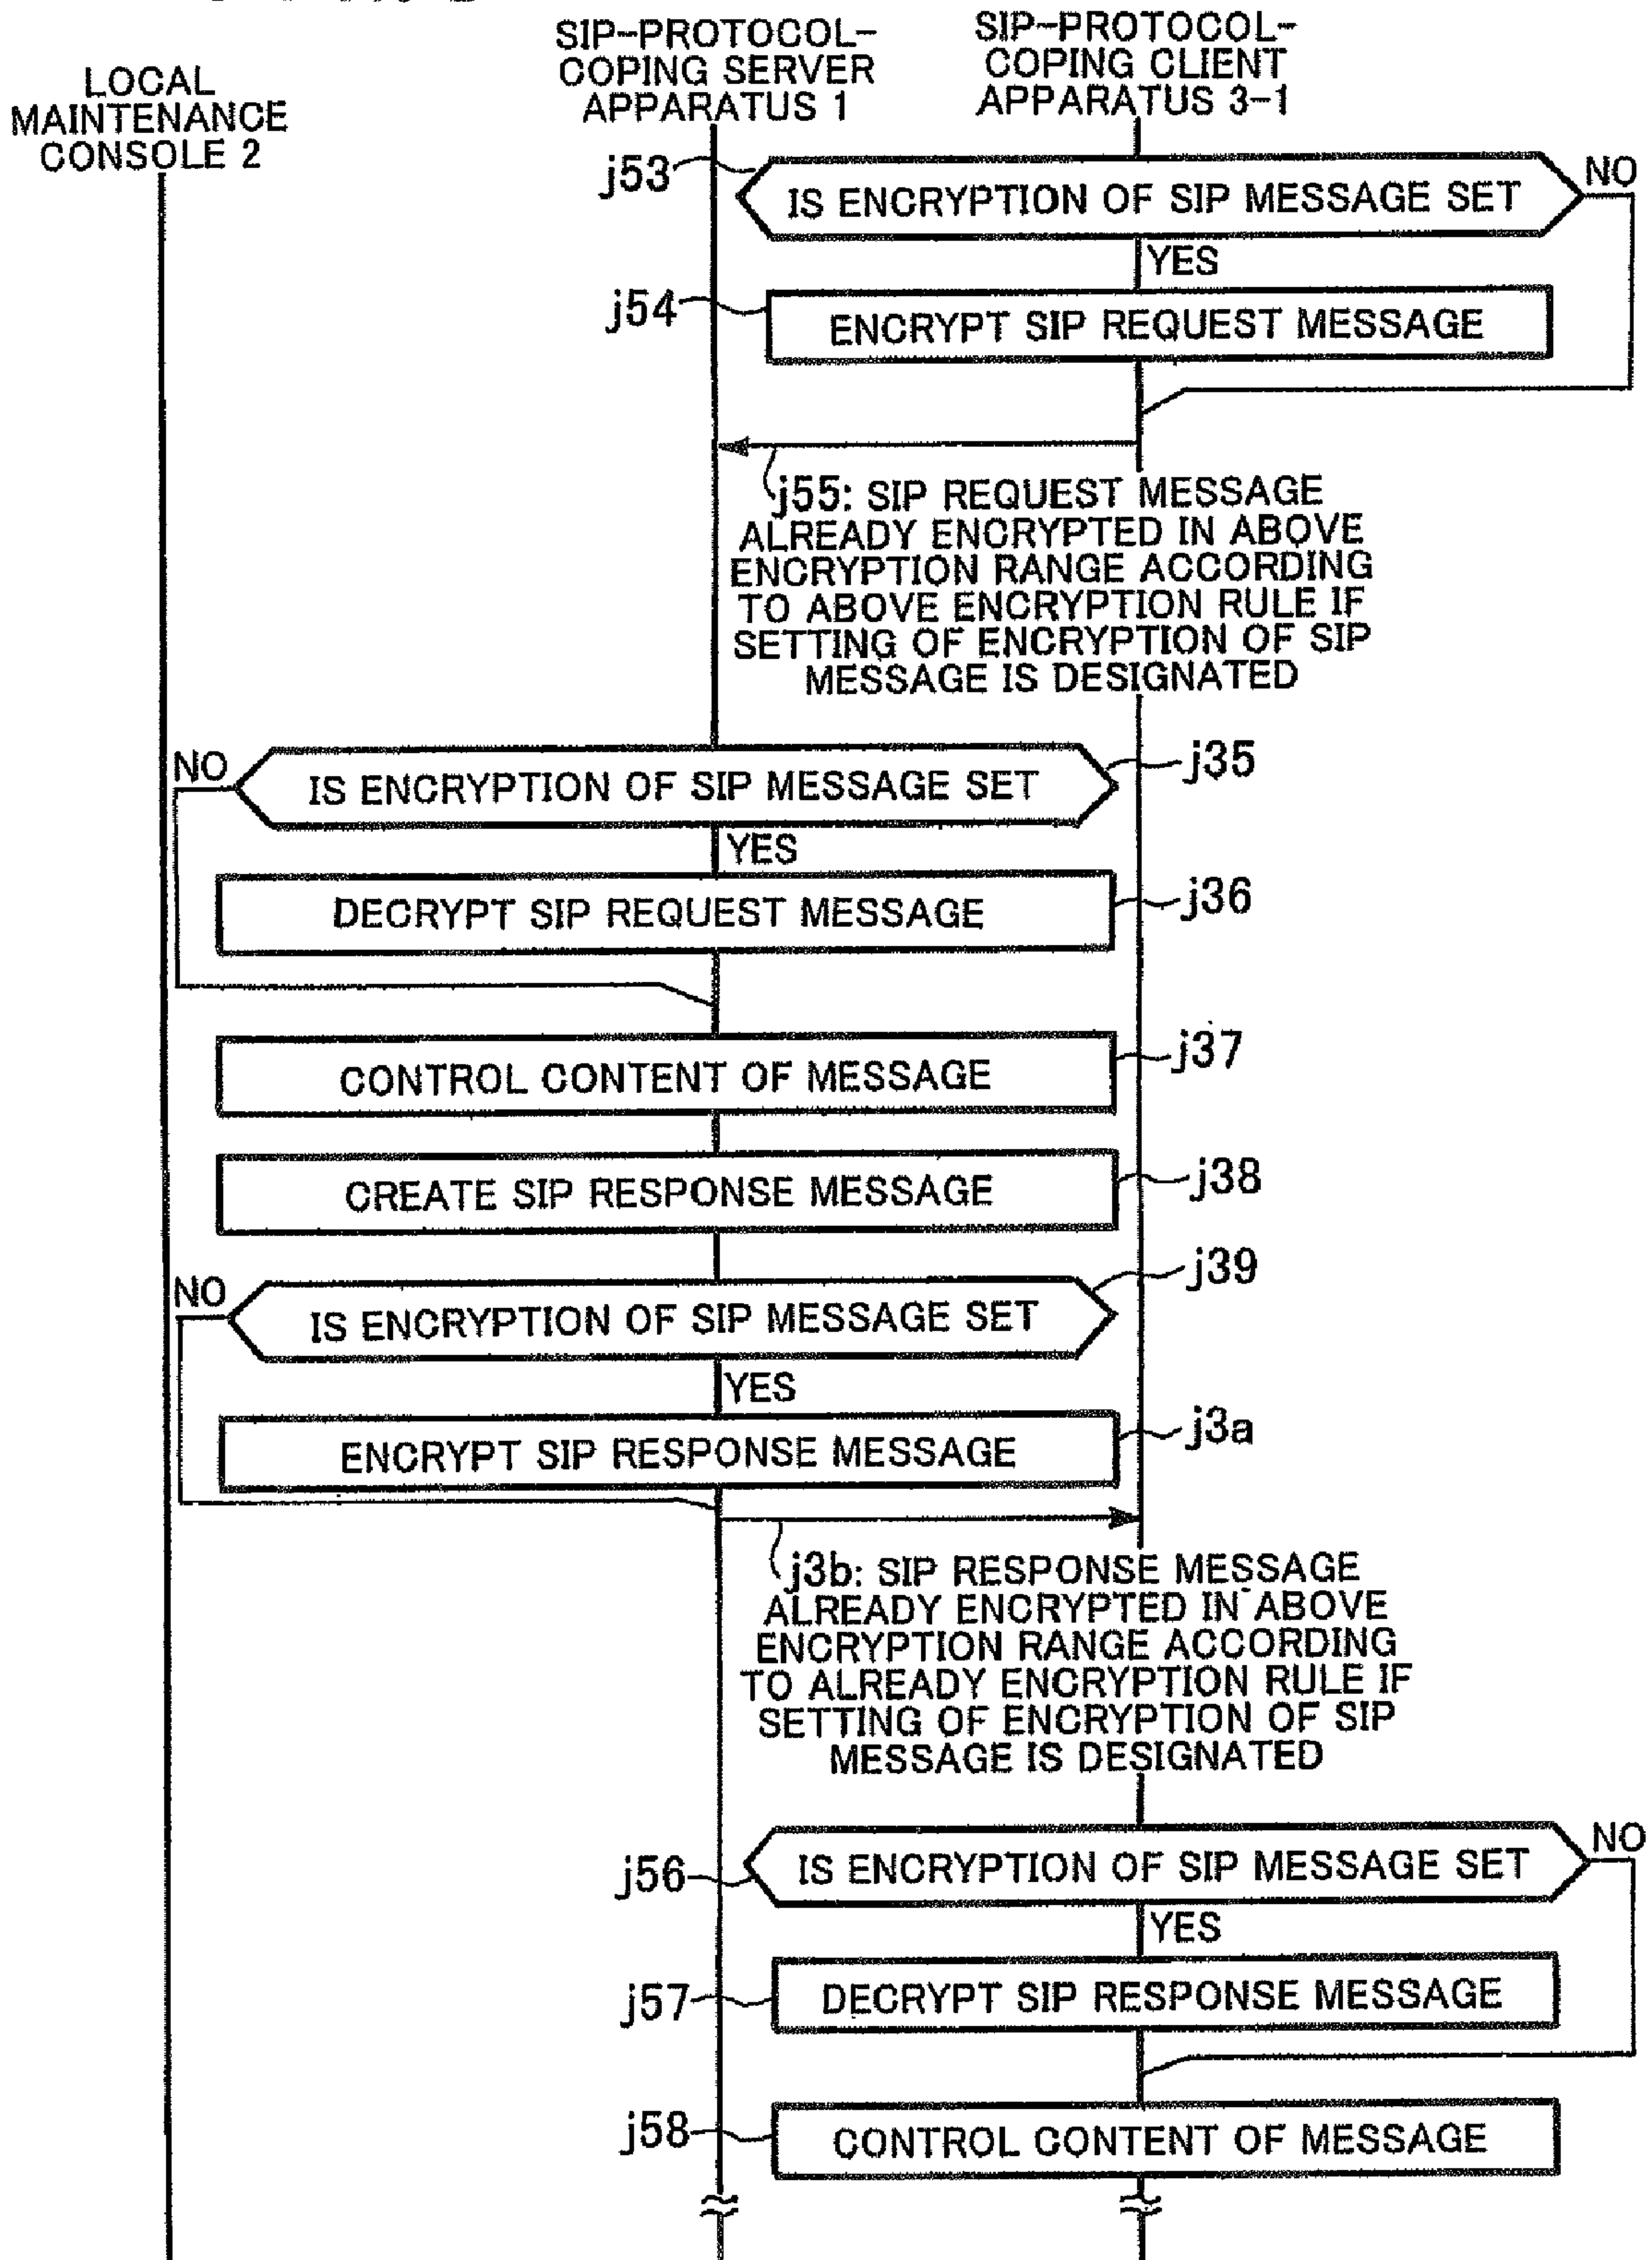 LOCAL
MAINTENANCE
CONSOLE 2
SIP-PROTOCOL-
COPING SERVER
APPARATUS 1
SIP-PROTOCOL-
COPING CLIENT
APPARATUS 3-1
j53
IS ENCRYPTION OF SIP MESSAGE SET
NO
YES
j54
ENCRYPT SIP REQUEST MESSAGE
j55: SIP REQUEST MESSAGE
ALREADY ENCRYPTED IN ABOVE
ENCRYPTION RANGE ACCORDING
TO ABOVE ENCRYPTION RULE IF
SETTING OF ENCRYPTION OF SIP
MESSAGE IS DESIGNATED
NO
IS ENCRYPTION OF SIP MESSAGE SET
j35
YES
DECRYPT SIP REQUEST MESSAGE
j36
CONTROL CONTENT OF MESSAGE
j37
CREATE SIP RESPONSE MESSAGE
j38
NO
IS ENCRYPTION OF SIP MESSAGE SET
j39
YES
ENCRYPT SIP RESPONSE MESSAGE
j3a
j3b: SIP RESPONSE MESSAGE
ALREADY ENCRYPTED IN ABOVE
ENCRYPTION RANGE ACCORDING
TO ALREADY ENCRYPTION RULE IF
SETTING OF ENCRYPTION OF SIP
MESSAGE IS DESIGNATED
j56
IS ENCRYPTION OF SIP MESSAGE SET
NO
YES
j57
DECRYPT SIP RESPONSE MESSAGE
j58
CONTROL CONTENT OF MESSAGE